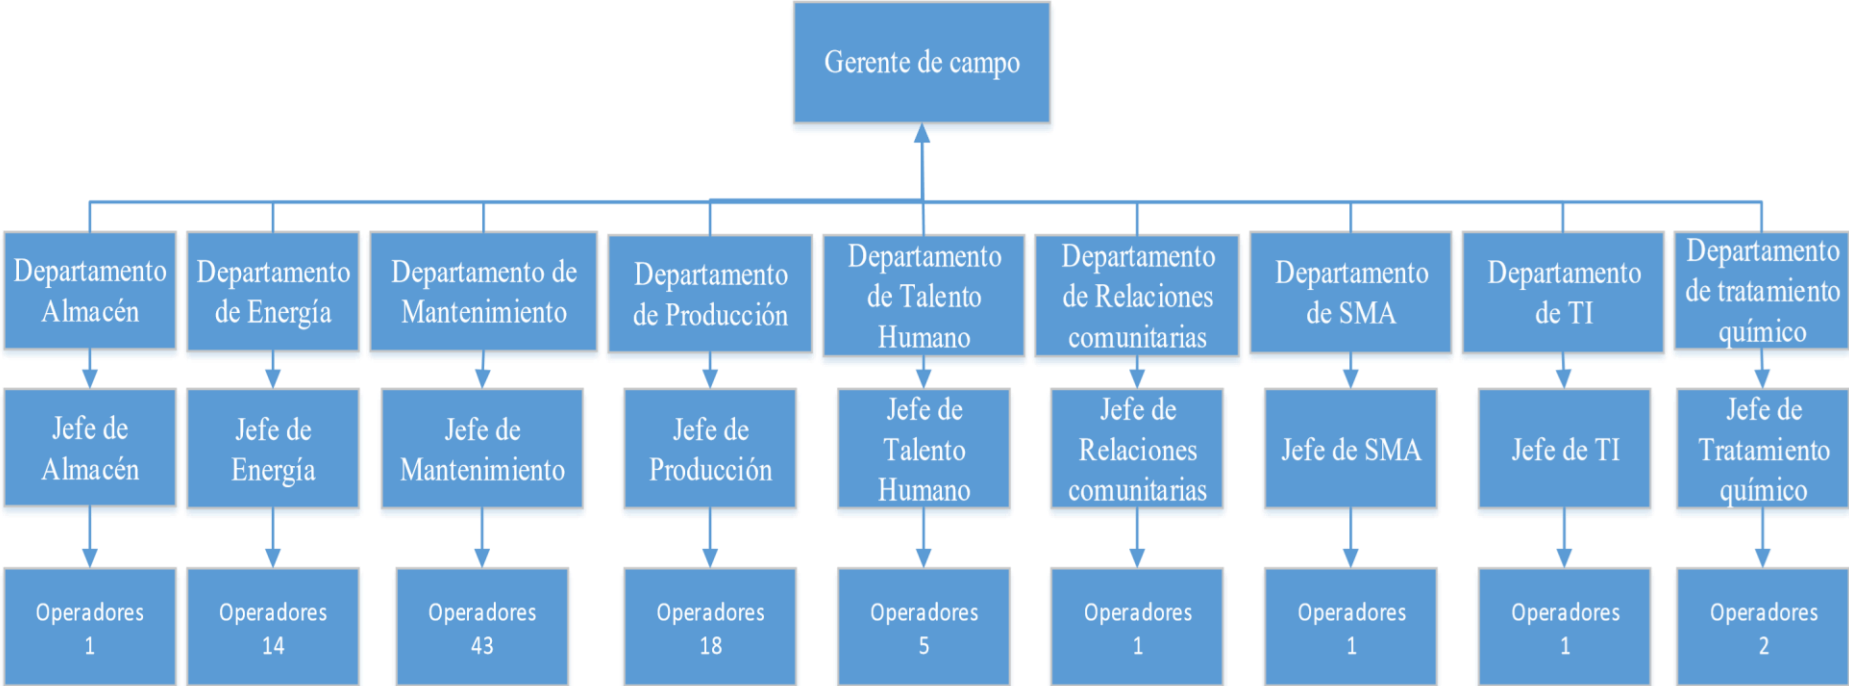 Gerente de campo
Departamento
Almacén
Departamento
de Energía
Departamento de
Mantenimiento
Departamento
de Producción
Departamento
de Talento
Humano
Departamento
de Relaciones
comunitarias
Departamento
de SMA
Departamento
de TI
Departamento
de tratamiento
químico
Jefe de
Almacén
Jefe de
Energía
Jefe de
Mantenimiento
Jefe de
Producción
Jefe de
Talento
Humano
Jefe de
Relaciones
comunitarias
Jefe de SMA
Jefe de TI
Jefe de
Tratamiento
químico
Operadores
1
Operadores
14
Operadores
43
Operadores
18
Operadores
5
Operadores
1
Operadores
1
Operadores
1
Operadores
2